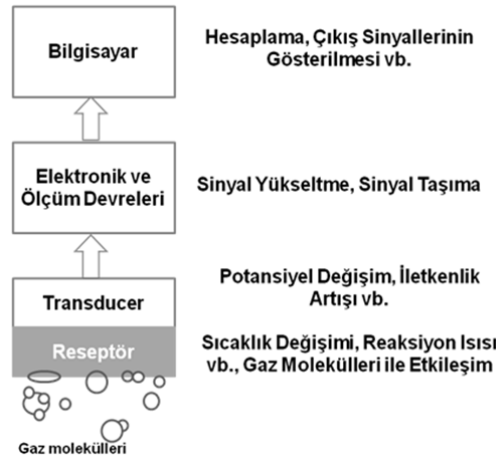 Bilgisayar
Hesaplama, Çıkış Sinyallerinin
Gösterilmesi vb.
Elektronik ve
Ölçüm Devreleri
Sinyal Yükseltme, Sinyal Taşıma
Transducer
Potansiyel Değişim, İletkenlik
Artışı vb.
Reseptör
Sıcaklık Değişimi, Reaksiyon Isısı
vb., Gaz Molekülleri ile Etkileşim
Gaz molekülleri